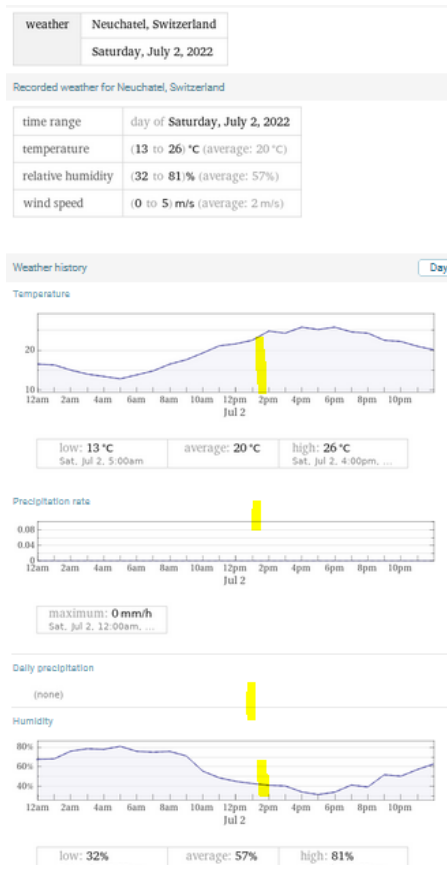 weather Neuchatel, Switzerland
Saturday, July 2, 2022
Recorded weather for Neuchatel, Switzerland
time range day of Saturday, July 2, 2022
temperature (13 to 26) °C (average: 20 °C)
relative humidity (32 to 81)% (average: 57%)
wind speed (0 to 5) m/s (average: 2 m/s)
Weather history Day
Temperature
20
10
12am 2am 4am 6am 8am 10am 12pm 2pm 4pm 6pm 8pm 10pm
Jul 2
low: 13 °C average: 20 °C high: 26 °C
Sat, Jul 2, 5:00am Sat, Jul 2, 4:00pm, ...
Precipitation rate
0.08
0.04
0
12am 2am 4am 6am 8am 10am 12pm 2pm 4pm 6pm 8pm 10pm
Jul 2
maximum: 0 mm/h
Sat, Jul 2, 12:00am, ...
Daily precipitation
(none)
Humidity
80%
60%
40%
12am 2am 4am 6am 8am 10am 12pm 2pm 4pm 6pm 8pm 10pm
Jul 2
low: 32% average: 57% high: 81%